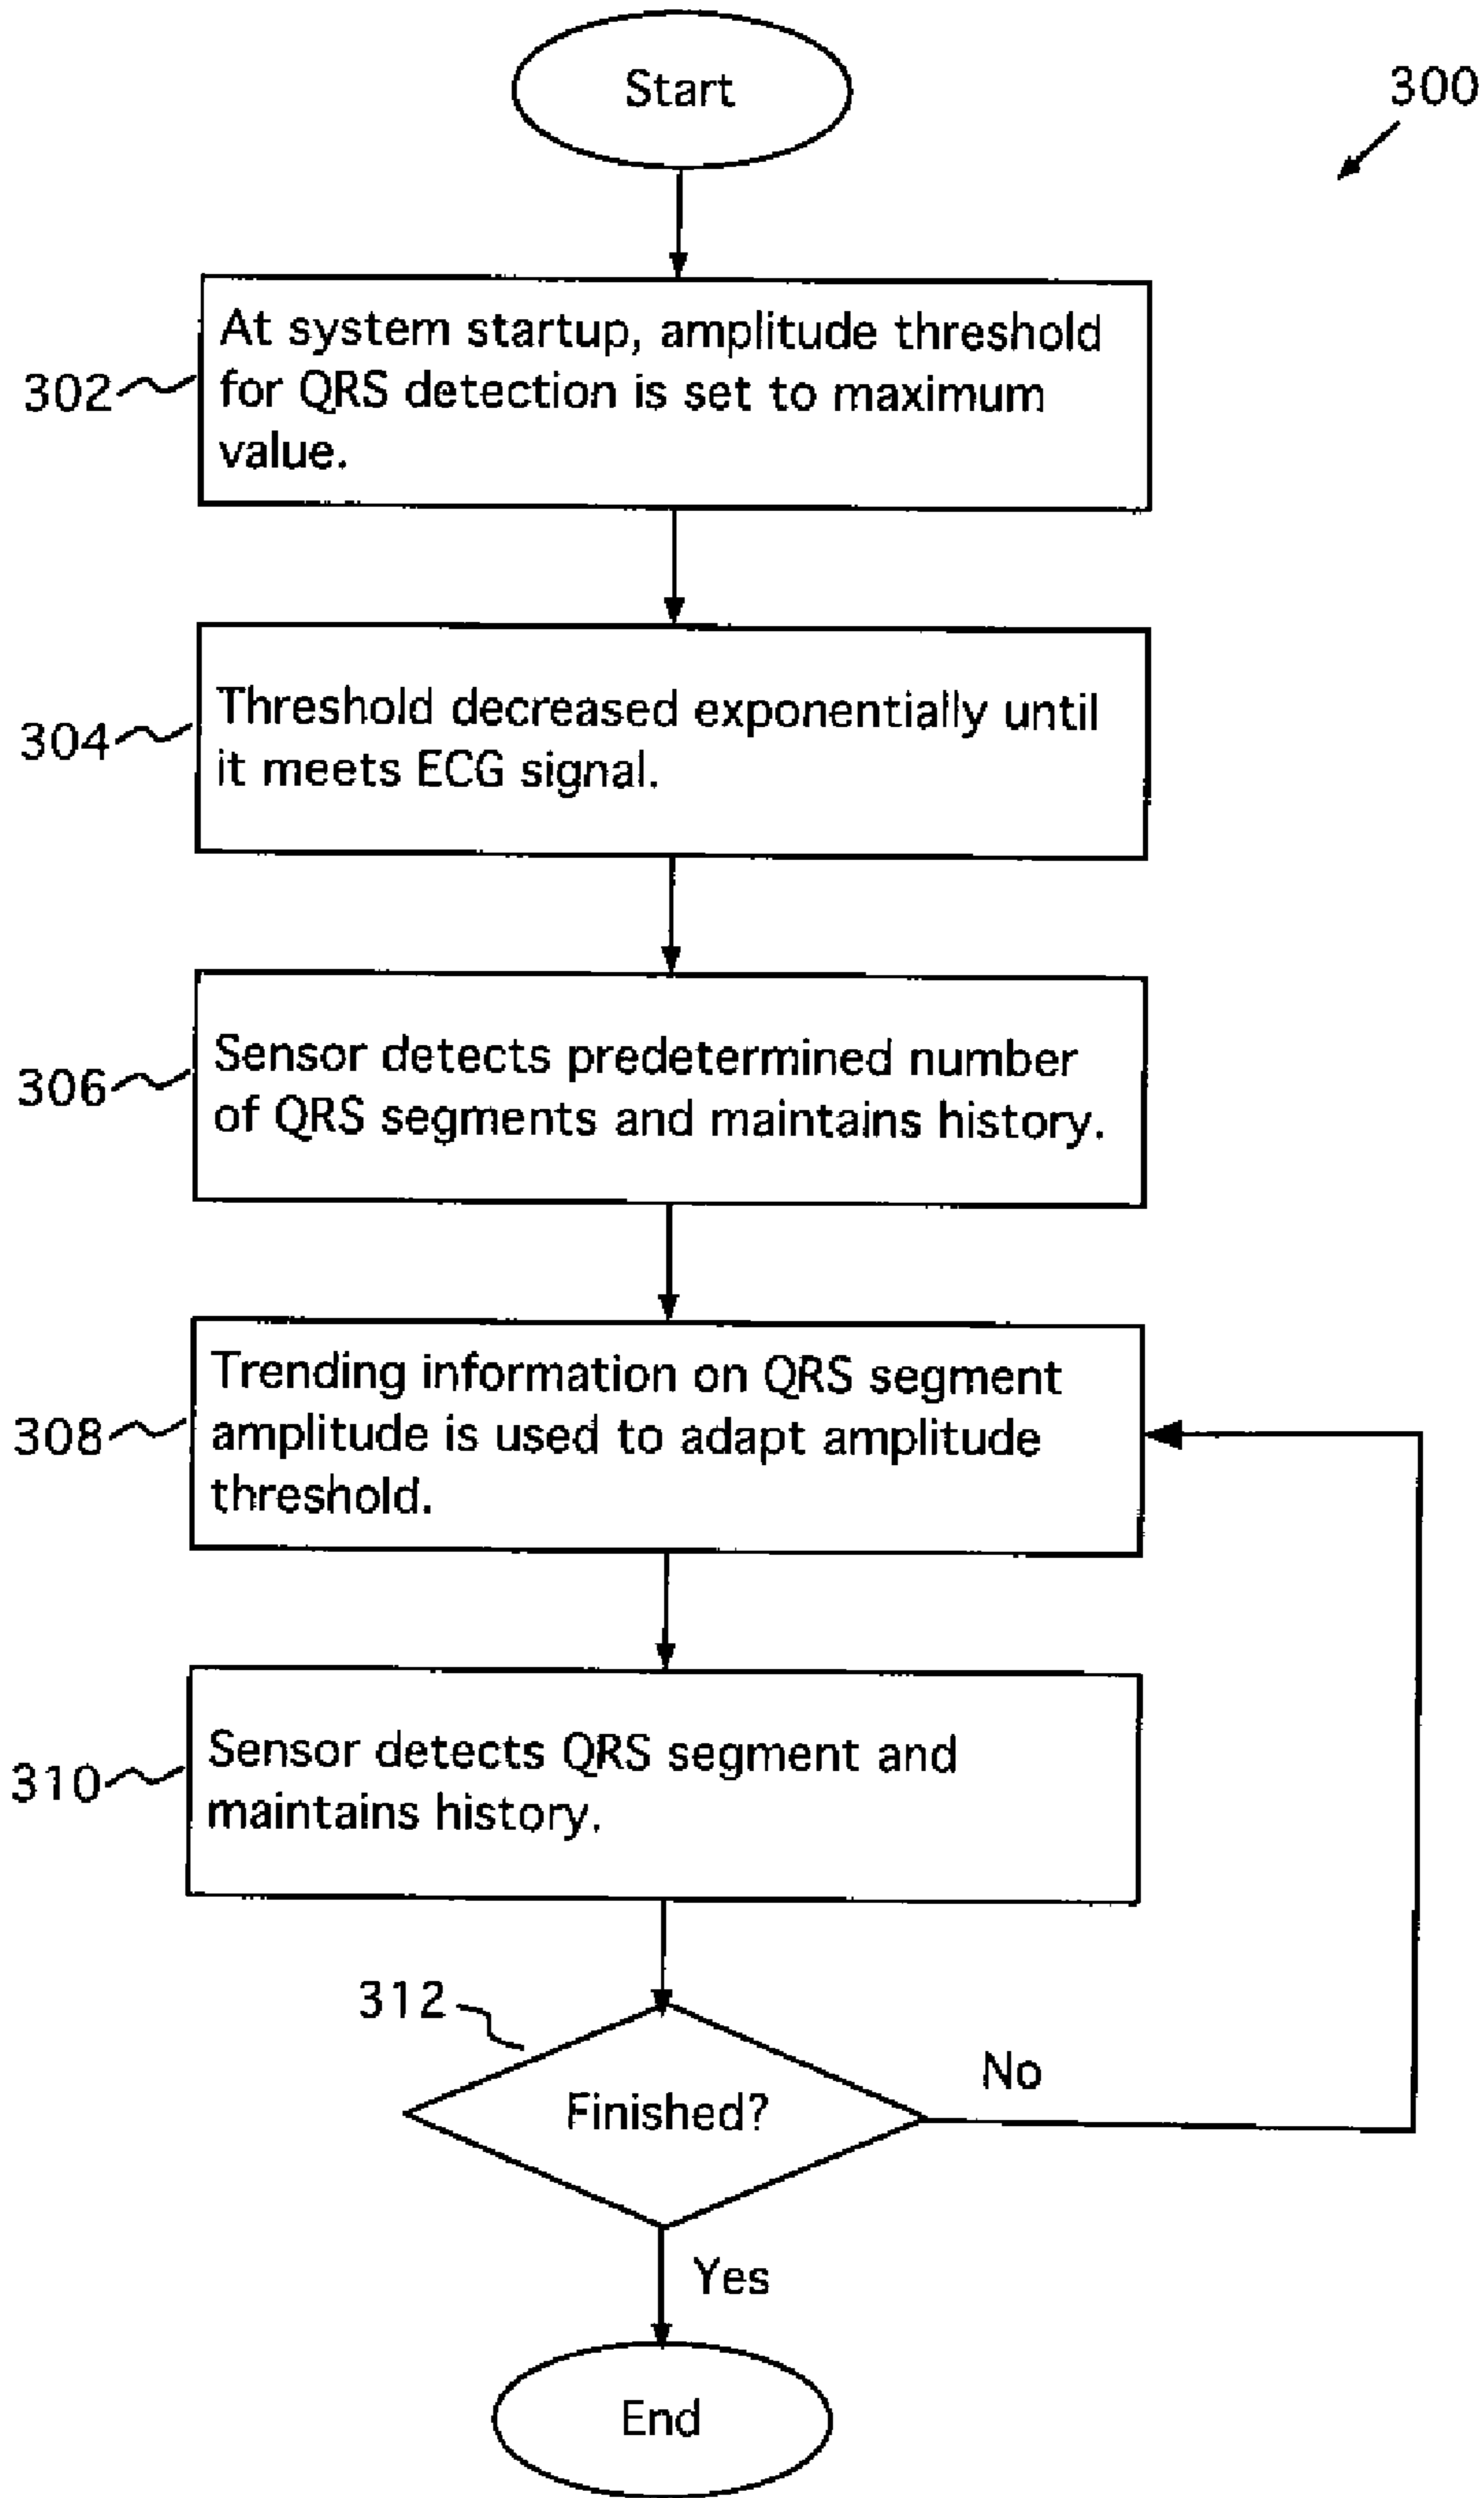 Start
300
302
At system startup, amplitude threshold
for QRS detection is set to maximum
value.
304
Threshold decreased exponentially until
it meets ECG signal.
306
Sensor detects predetermined number
of QRS segments and maintains history.
308
Trending information on QRS segment
amplitude is used to adapt amplitude
threshold.
310
Sensor detects QRS segment and
maintains history.
312
Finished?
No
Yes
End